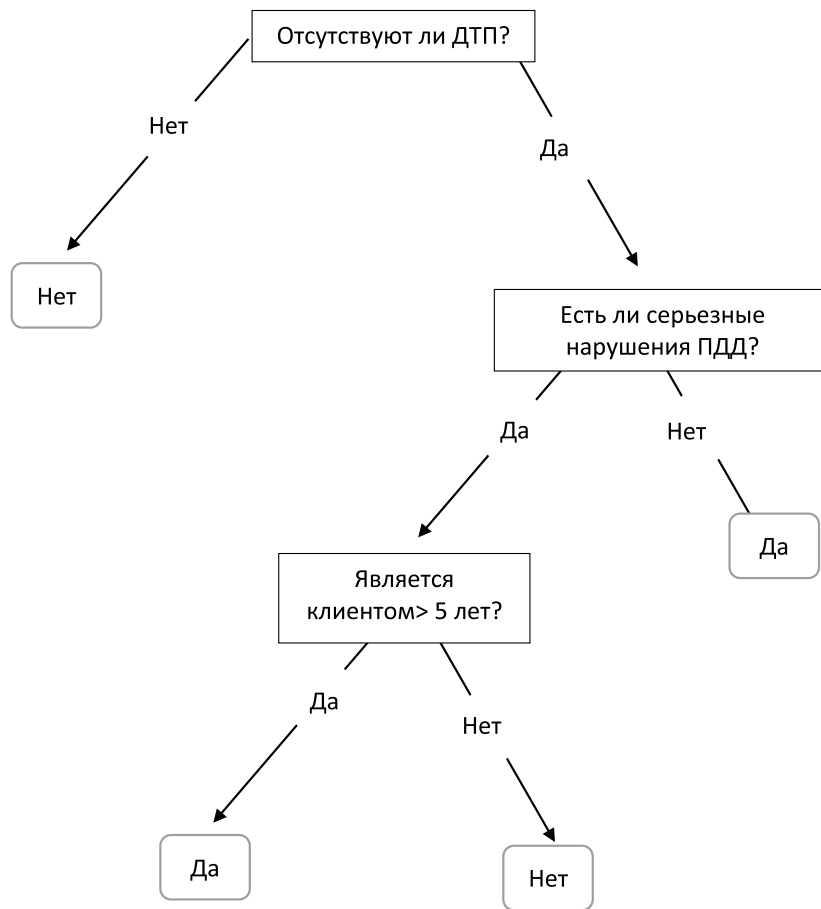 Отсутствуют ли ДТП?
Нет
Да
Нет
Есть ли серьезные
нарушения ПДД?
Да
Нет
Да
Является
клиентом> 5 лет?
Да
Нет
Да
Нет